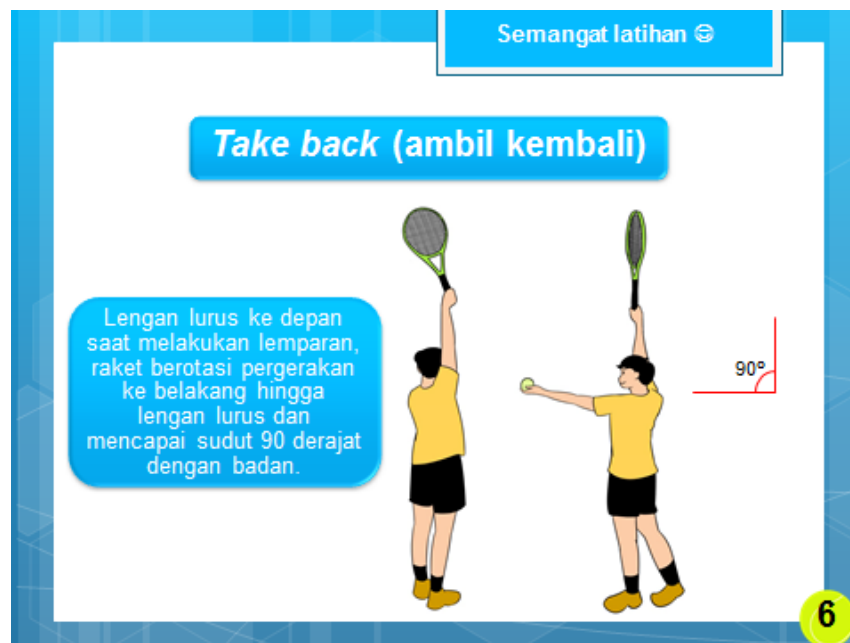 Semangat latihan 😊
Take back (ambil kembali)
Lengan lurus ke depan
saat melakukan lemparan,
raket berotasi pergerakan
ke belakang hingga
lengan lurus dan
mencapai sudut 90 derajat
dengan badan.
90º
6